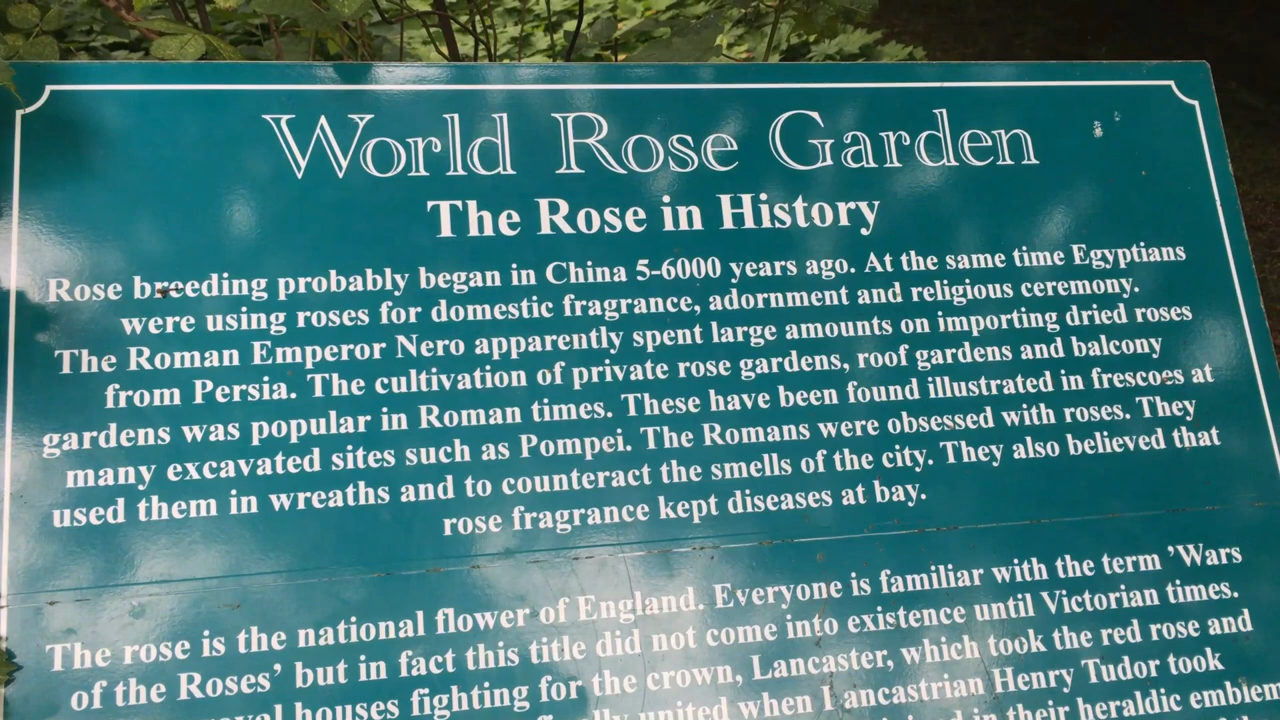 World Rose Garden
The Rose in History
Rose breeding probably began in China 5-6000 years ago. At the same time Egyptians
were using roses for domestic fragrance, adornment and religious ceremony.
The Roman Emperor Nero apparently spent large amounts on importing dried roses
from Persia. The cultivation of private rose gardens, roof gardens and balcony
gardens was popular in Roman times. These have been found illustrated in frescoes at
many excavated sites such as Pompei. The Romans were obsessed with roses. They
used them in wreaths and to counteract the smells of the city. They also believed that
rose fragrance kept diseases at bay.
The rose is the national flower of England. Everyone is familiar with the term 'Wars
of the Roses' but in fact this title did not come into existence until Victorian times.
houses fighting for the crown, Lancaster, which took the red rose and
united when Lancastrian Henry Tudor took
in their heraldic emblem